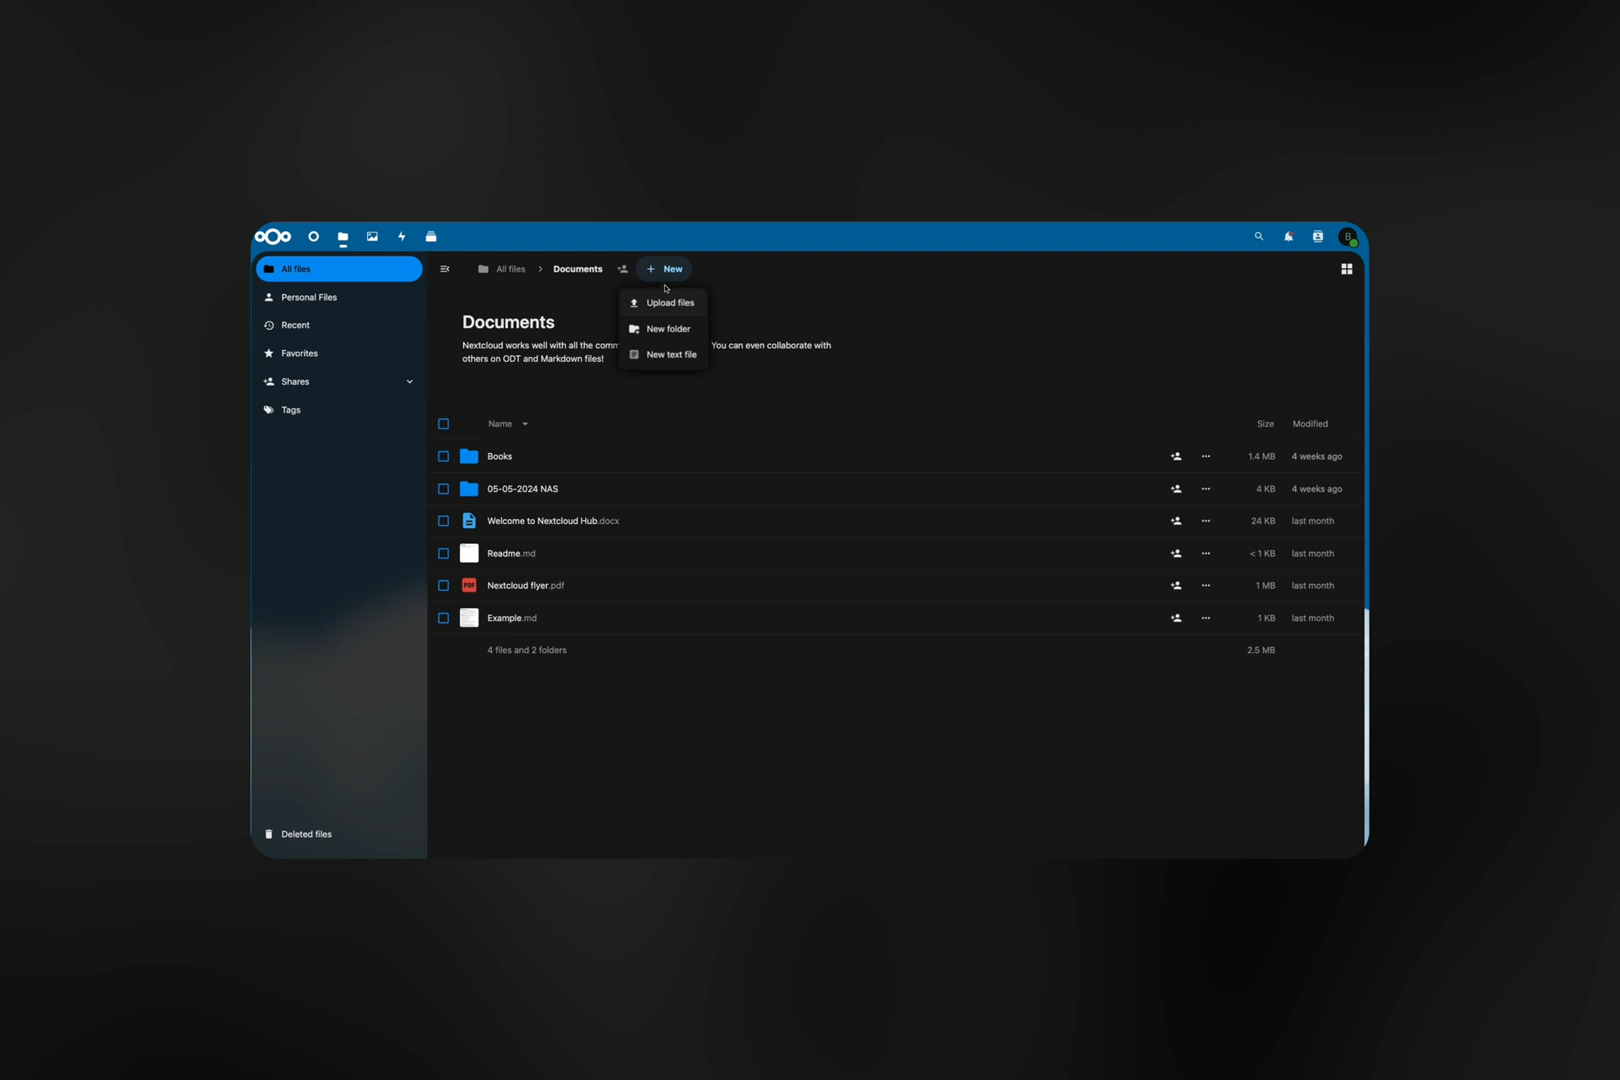 B
All files
Personal Files
Recent
Favorites
Shares
Tags
Deleted files
All files > Documents + New
Upload files
New folder
New text file
Documents
Nextcloud works well with all the comm You can even collaborate with
others on ODT and Markdown files!
Name Size Modified
Books 1.4 MB 4 weeks ago
05-05-2024 NAS 4 KB 4 weeks ago
Welcome to Nextcloud Hub.docx 24 KB last month
Readme.md < 1 KB last month
PDF Nextcloud flyer.pdf 1 MB last month
Example.md 1 KB last month
4 files and 2 folders 2.5 MB